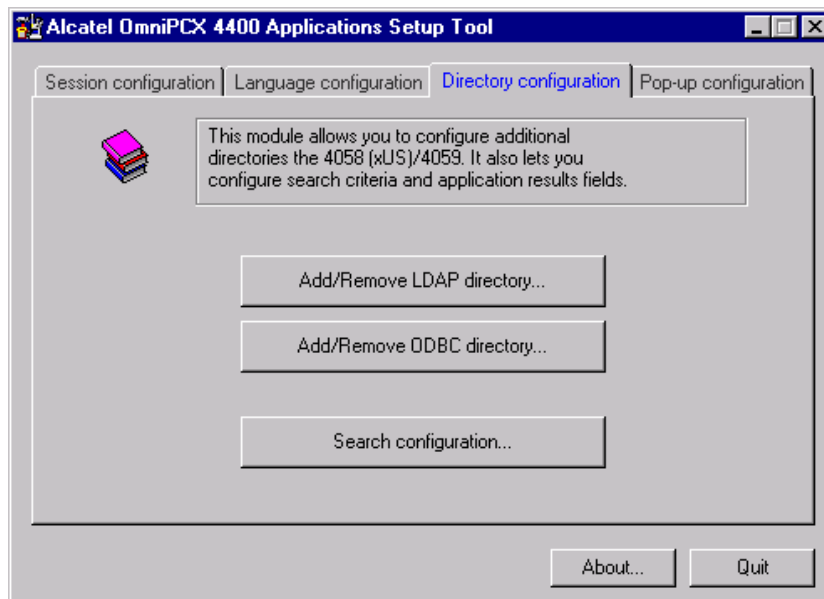 Alcatel OmniPCX 4400 Applications Setup Tool
Session configuration
Language configuration
Directory configuration
Pop-up configuration
This module allows you to configure additional
directories the 4058 (xUS)/4059. It also lets you
configure search criteria and application results fields.
Add/Remove LDAP directory...
Add/Remove ODBC directory...
Search configuration...
About...
Quit